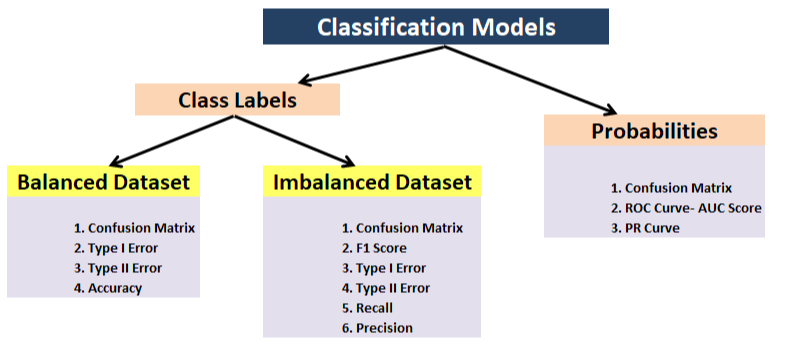 Classification Models
Class Labels
Probabilities
1. Confusion Matrix
2. ROC Curve- AUC Score
3. PR Curve
Balanced Dataset
1. Confusion Matrix
2. Type I Error
3. Type II Error
4. Accuracy
Imbalanced Dataset
1. Confusion Matrix
2. F1 Score
3. Type I Error
4. Type II Error
5. Recall
6. Precision